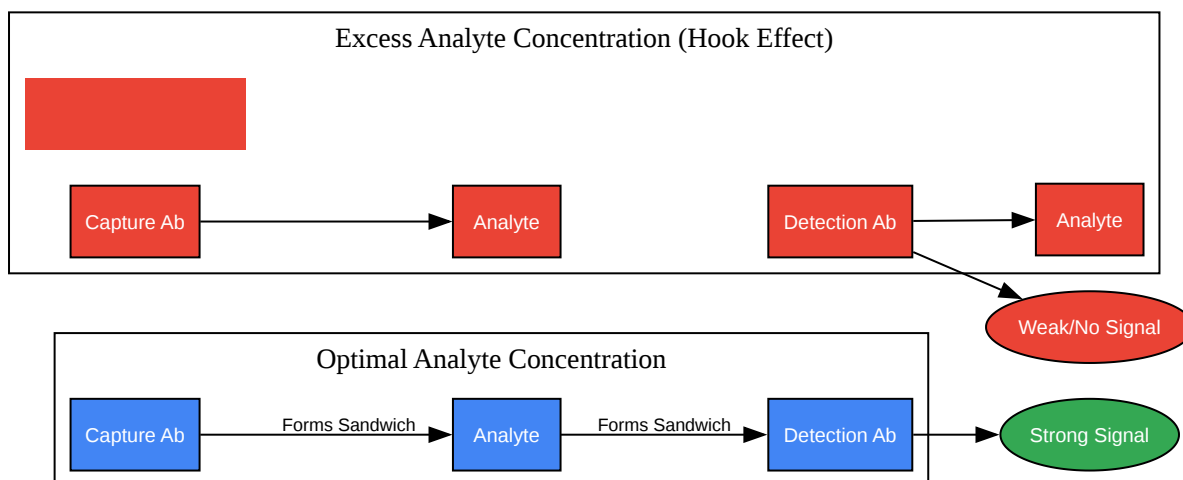 Excess Analyte Concentration (Hook Effect)
Capture Ab
Analyte
Detection Ab
Analyte
Weak/No Signal
Optimal Analyte Concentration
Capture Ab
Forms Sandwich
Analyte
Forms Sandwich
Detection Ab
Strong Signal